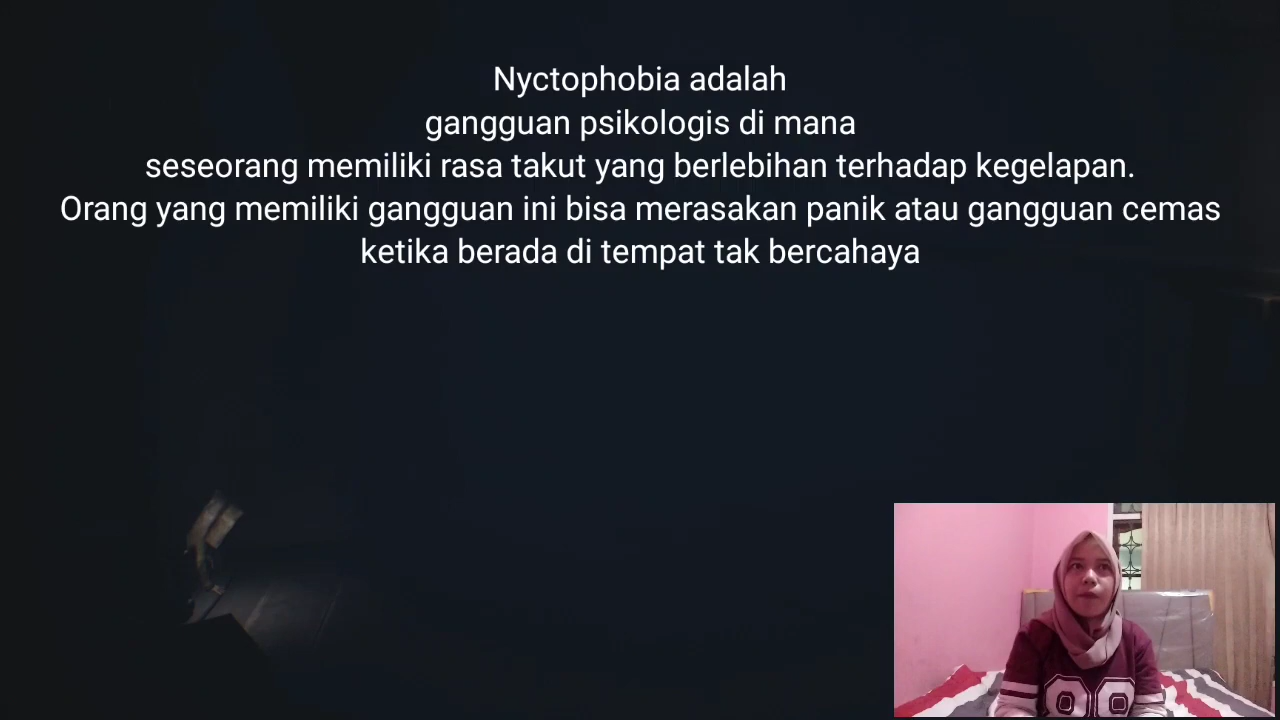 Nyctophobia adalah
gangguan psikologis di mana
seseorang memiliki rasa takut yang berlebihan terhadap kegelapan.
Orang yang memiliki gangguan ini bisa merasakan panik atau gangguan cemas
ketika berada di tempat tak bercahaya